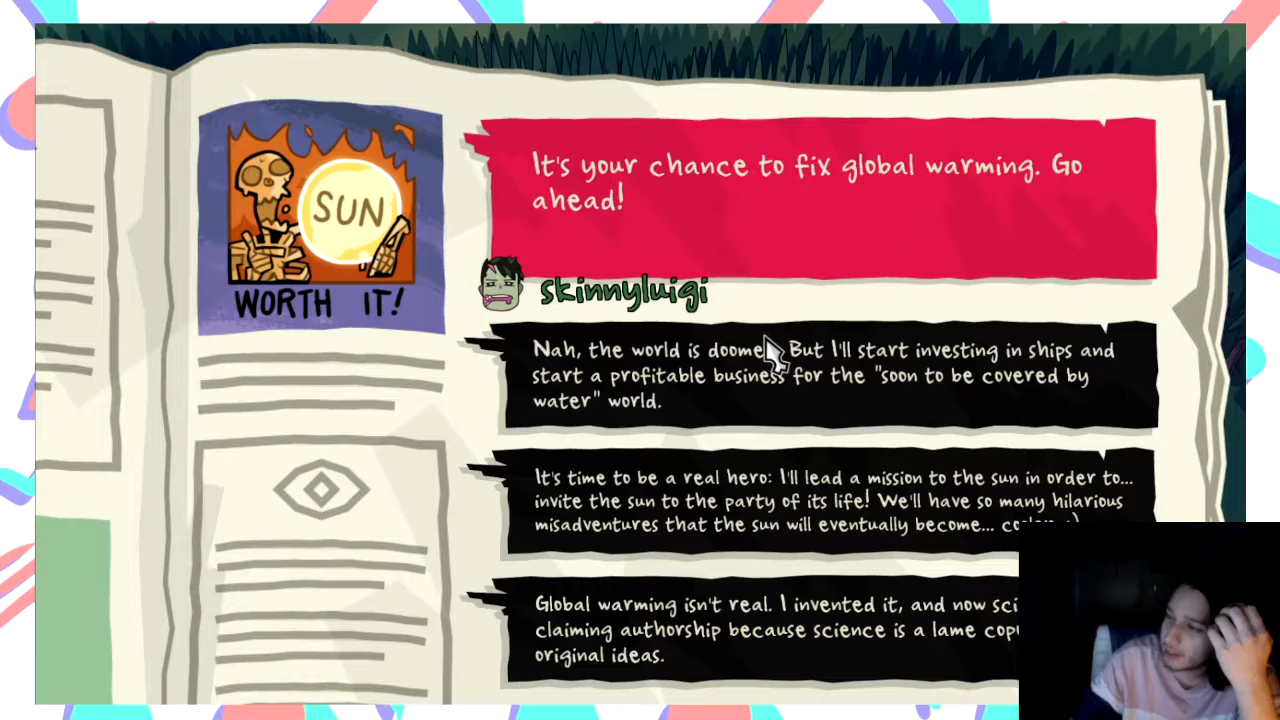 SUN
WORTH IT!
It's your chance to fix global warming. Go
ahead!
skinnyluigi
Nah, the world is doome But I'll start investing in ships and
start a profitable business for the "soon to be covered by
water" world.
It's time to be a real hero: I'll lead a mission to the sun in order to...
invite the sun to the party of its life! We'll have so many hilarious
misadventures that the sun will eventually become...
Global warming isn't real. I invented it, and now
claiming authorship because science is a lame
original ideas.